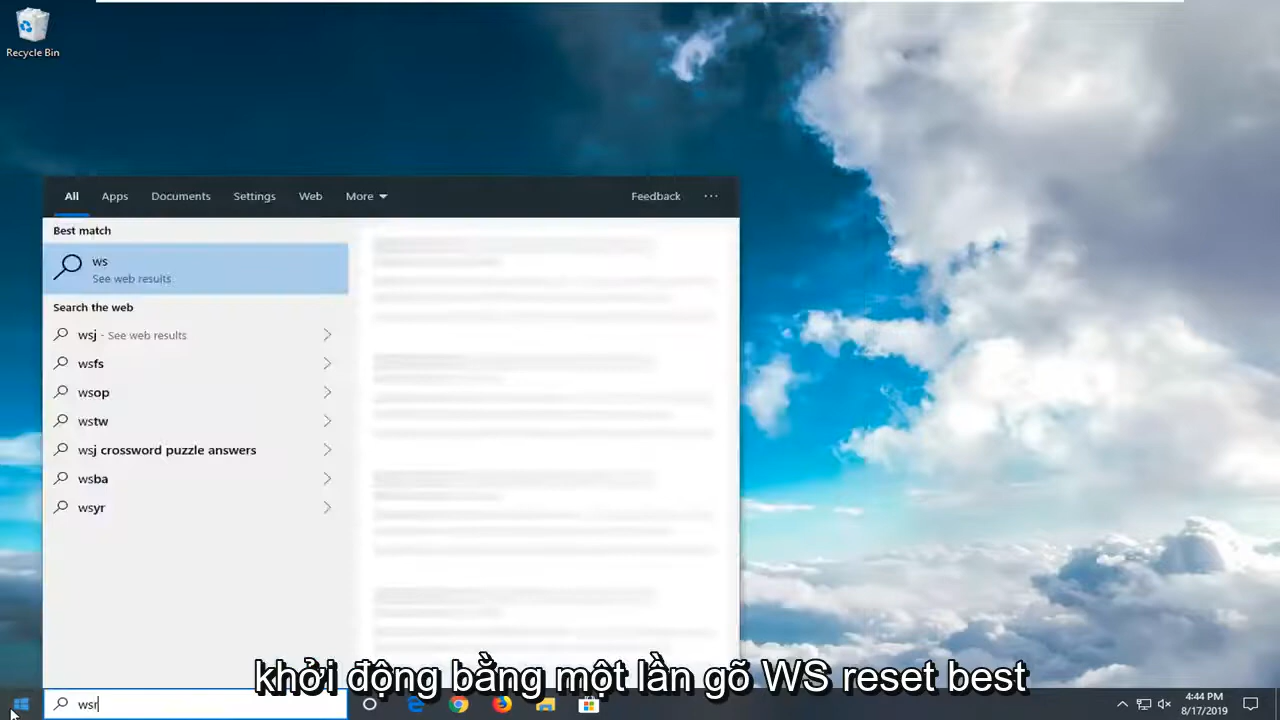 Recycle Bin
All Apps Documents Settings Web More Feedback ...
Best match
ws
See web results
Search the web
wsj - See web results
wsfs
wsop
wstw
wsj crossword puzzle answers
wsba
wsyr
khởi động bằng một lần gõ WS reset best
wsr
4:44 PM
8/17/2019